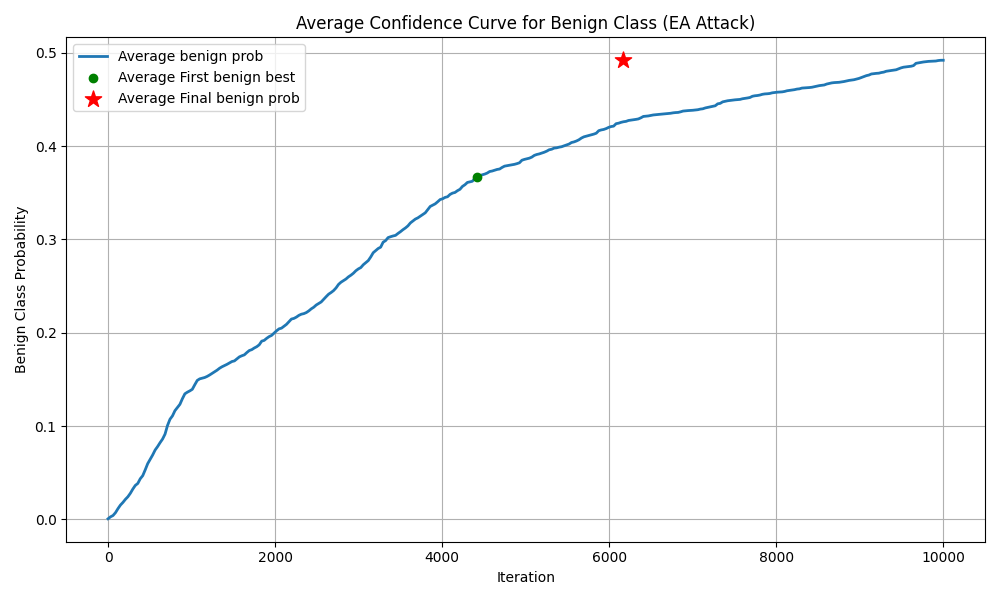 Average Confidence Curve for Benign Class (EA Attack)
Average benign prob
Average First benign best
Average Final benign prob
Benign Class Probability
0.5
0.4
0.3
0.2
0.1
0.0
0 2000 4000 6000 8000 10000
Iteration